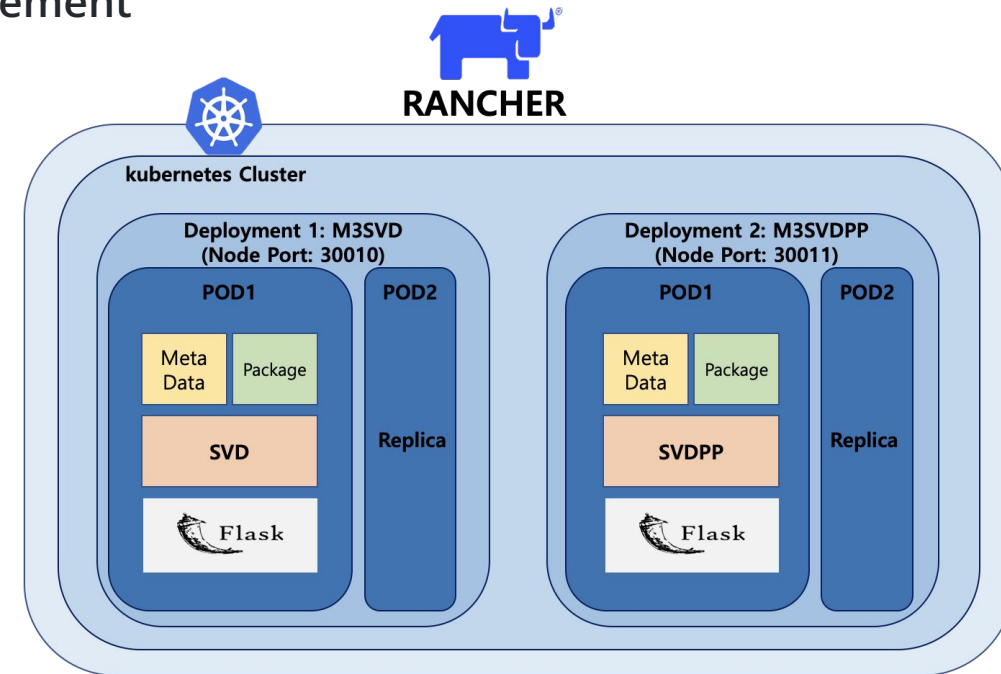 ement
RANCHER
kubernetes Cluster
Deployment 1: M3SVD
(Node Port: 30010)
POD1
POD2
Meta
Data
Package
SVD
Replica
Flask
Deployment 2: M3SVDPP
(Node Port: 30011)
POD1
POD2
Meta
Data
Package
SVDPP
Replica
Flask